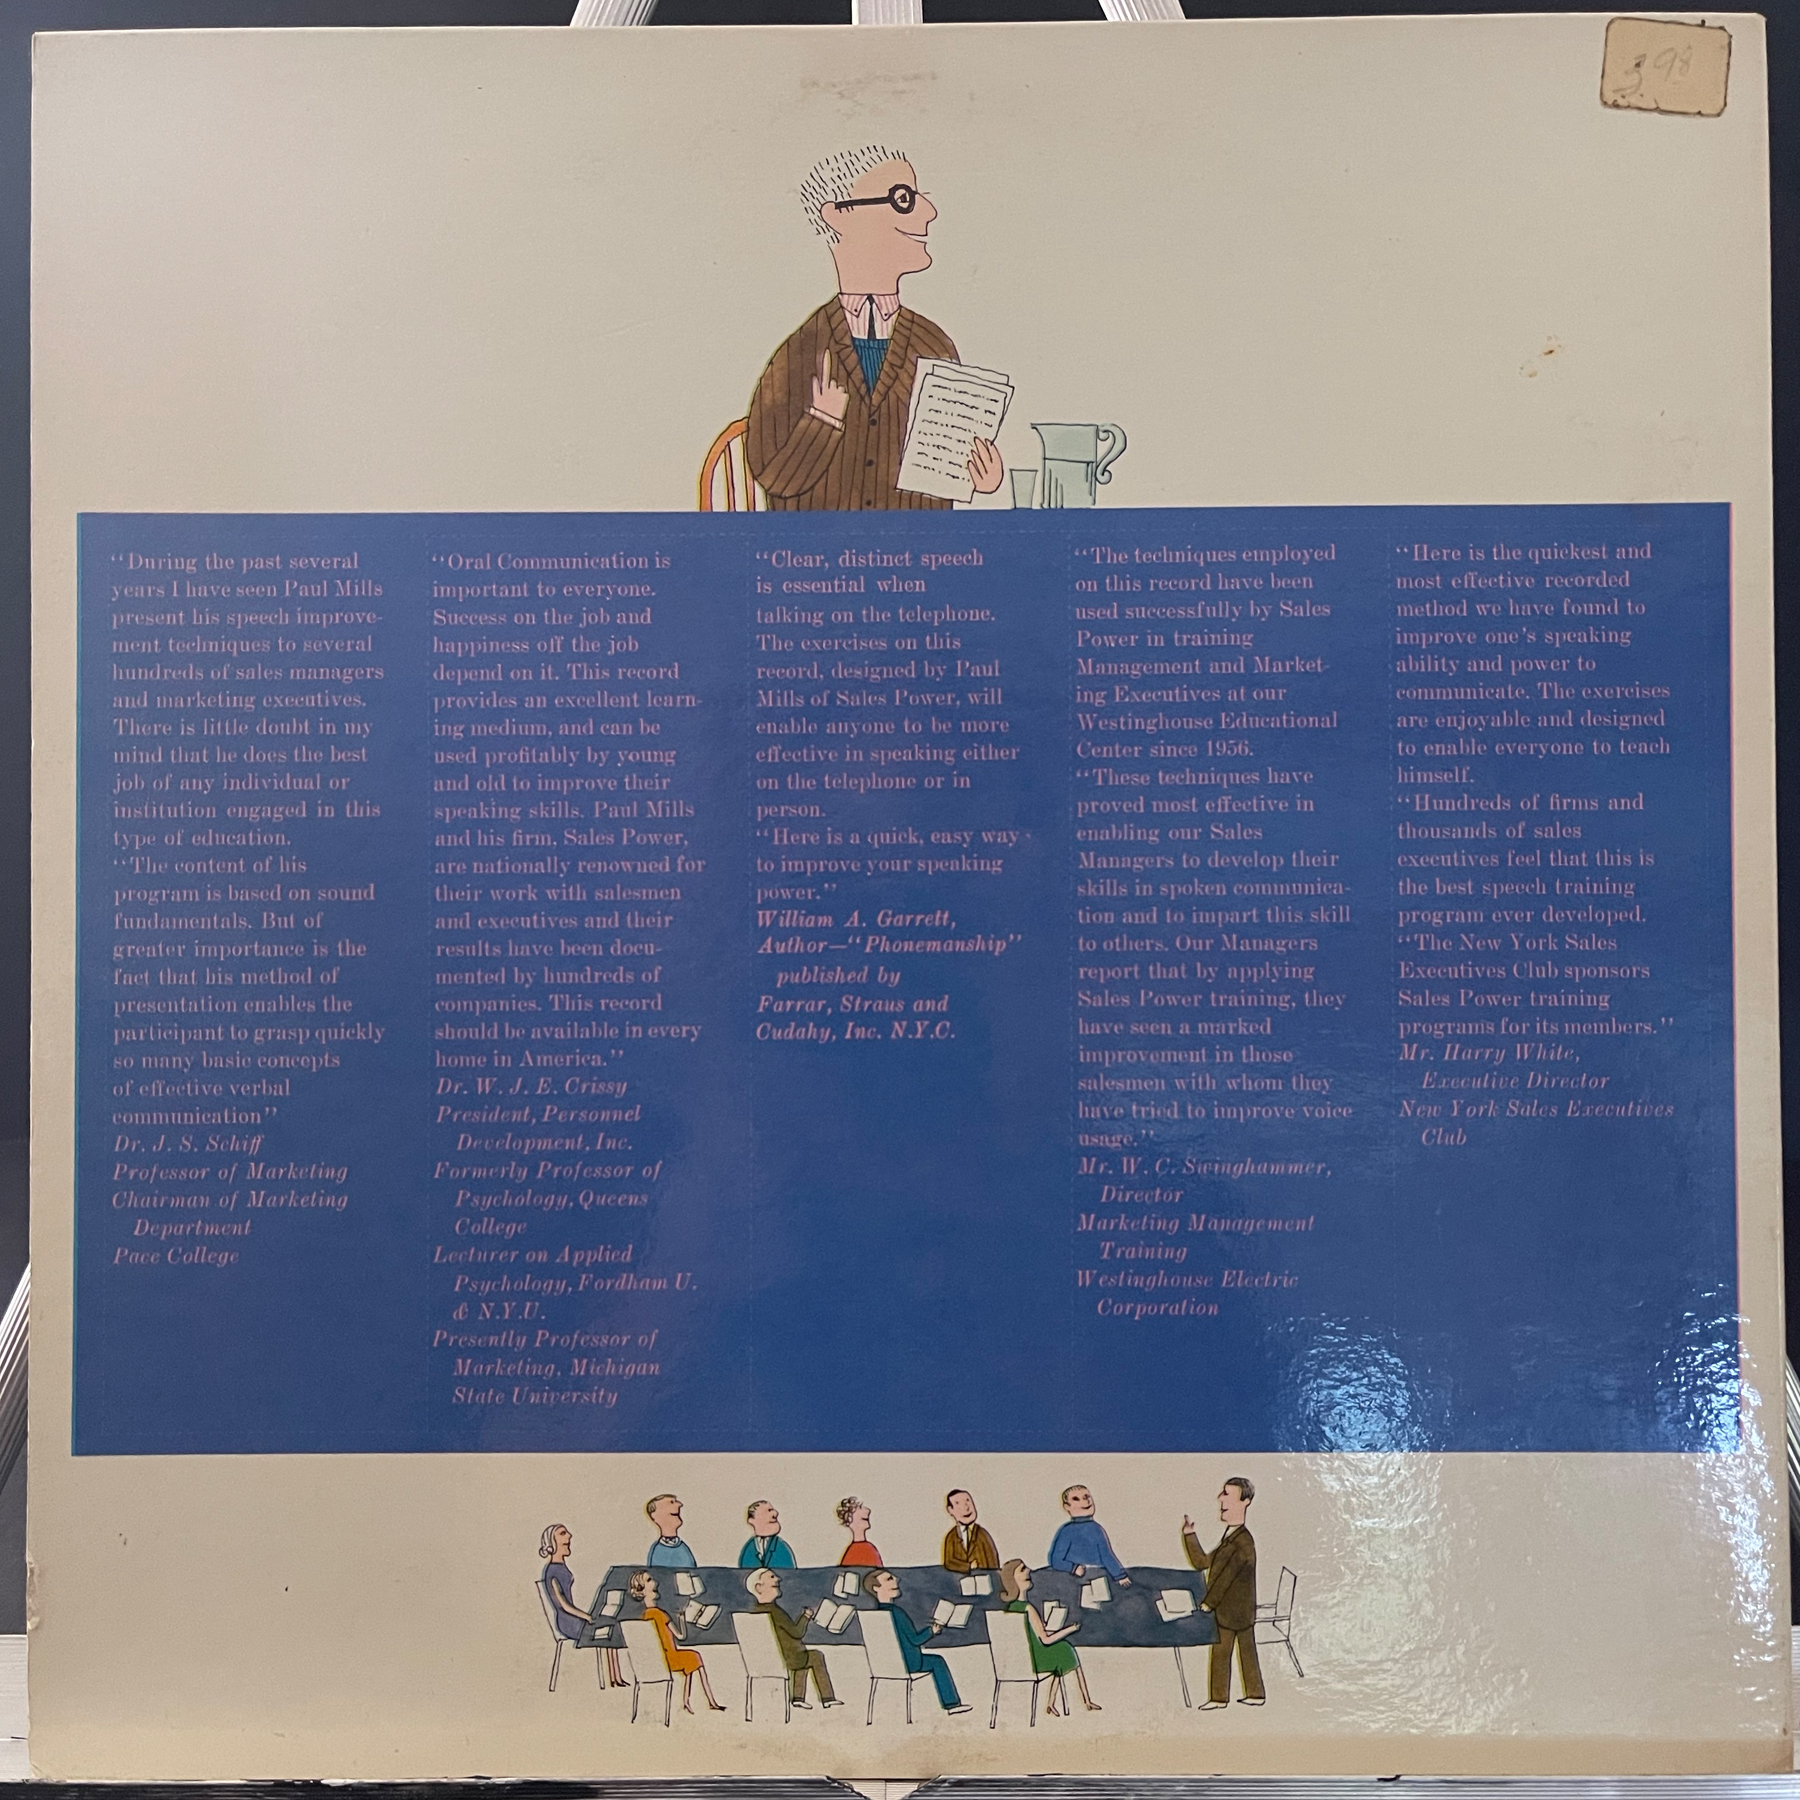 3 98
“During the past several
years I have seen Paul Mills
present his speech improve-
ment techniques to several
hundreds of sales managers
and marketing executives.
There is little doubt in my
mind that he does the best
job of any individual or
institution engaged in this
type of education.
“The content of his
program is based on sound
fundamentals. But of
greater importance is the
fact that his method of
presentation enables the
participant to grasp quickly
so many basic concepts
of effective verbal
communication”
Dr. J. S. Schiff
Professor of Marketing
Chairman of Marketing
Department
Pace College
“Oral Communication is
important to everyone.
Success on the job and
happiness off the job
depend on it. This record
provides an excellent learn-
ing medium, and can be
used profitably by young
and old to improve their
speaking skills. Paul Mills
and his firm, Sales Power,
are nationally renowned for
their work with salesmen
and executives and their
results have been docu-
mented by hundreds of
companies. This record
should be available in every
home in America.”
Dr. W. J. E. Crissy
President, Personnel
Development, Inc.
Formerly Professor of
Psychology, Queens
College
Lecturer on Applied
Psychology, Fordham U.
& N.Y.U.
Presently Professor of
Marketing, Michigan
State University
“Clear, distinct speech
is essential when
talking on the telephone.
The exercises on this
record, designed by Paul
Mills of Sales Power, will
enable anyone to be more
effective in speaking either
on the telephone or in
person.
“Here is a quick, easy way
to improve your speaking
power.”
William A. Garrett,
Author—“Phonemanship”
published by
Farrar, Straus and
Cudahy, Inc. N.Y.C.
“The techniques employed
on this record have been
used successfully by Sales
Power in training
Management and Market-
ing Executives at our
Westinghouse Educational
Center since 1956.
“These techniques have
proved most effective in
enabling our Sales
Managers to develop their
skills in spoken communica-
tion and to impart this skill
to others. Our Managers
report that by applying
Sales Power training, they
have seen a marked
improvement in those
salesmen with whom they
have tried to improve voice
usage.”
Mr. W. C. Swinghammer,
Director
Marketing Management
Training
Westinghouse Electric
Corporation
“Here is the quickest and
most effective recorded
method we have found to
improve one’s speaking
ability and power to
communicate. The exercises
are enjoyable and designed
to enable everyone to teach
himself.
“Hundreds of firms and
thousands of sales
executives feel that this is
the best speech training
program ever developed.
“The New York Sales
Executives Club sponsors
Sales Power training
programs for its members.”
Mr. Harry White,
Executive Director
New York Sales Executives
Club